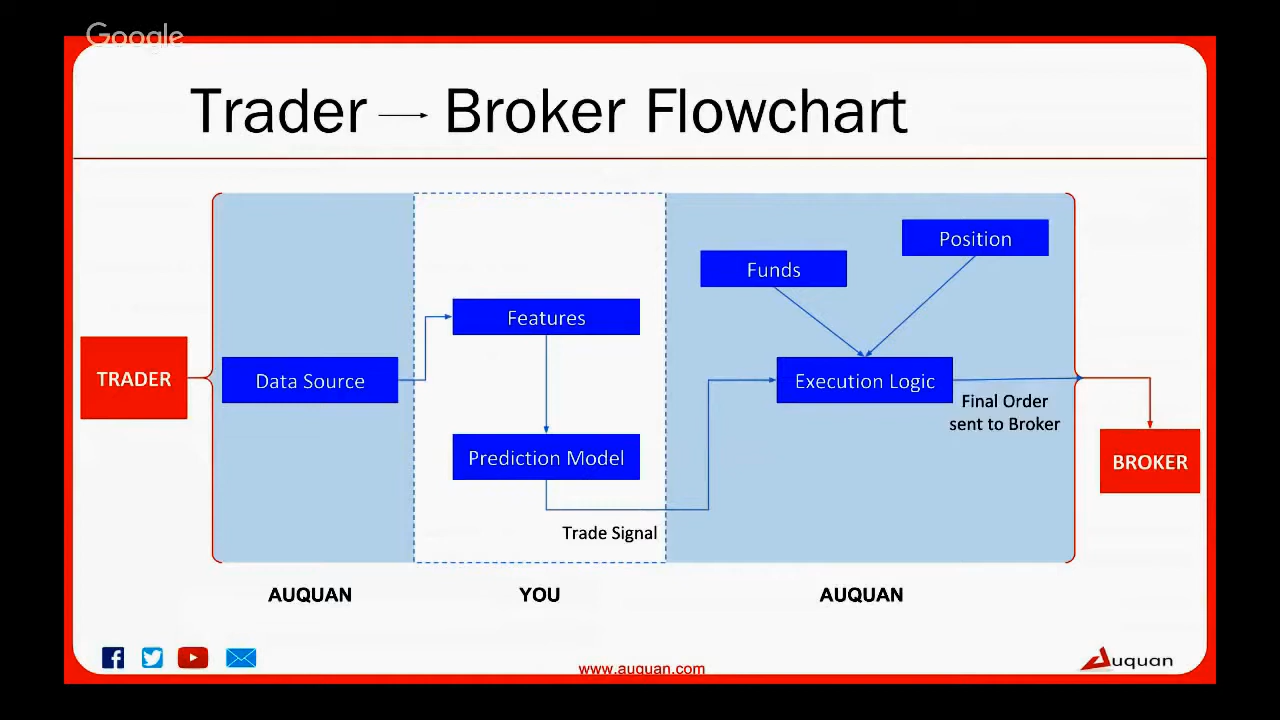 Google
Trader → Broker Flowchart
Position
Funds
Features
TRADER
Data Source
Execution Logic
Final Order
sent to Broker
Prediction Model
BROKER
Trade Signal
AUQUAN
YOU
AUQUAN
www.auquan.com
Auquan